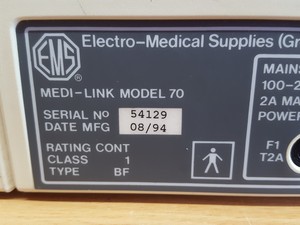 EMS
Electro-Medical Supplies (Gr
MEDI-LINK MODEL 70
SERIAL NO 54129
DATE MFG 08/94
RATING CONT
CLASS 1
TYPE BF
MAINS
100-2
2A MA
POWER
F1
T2A